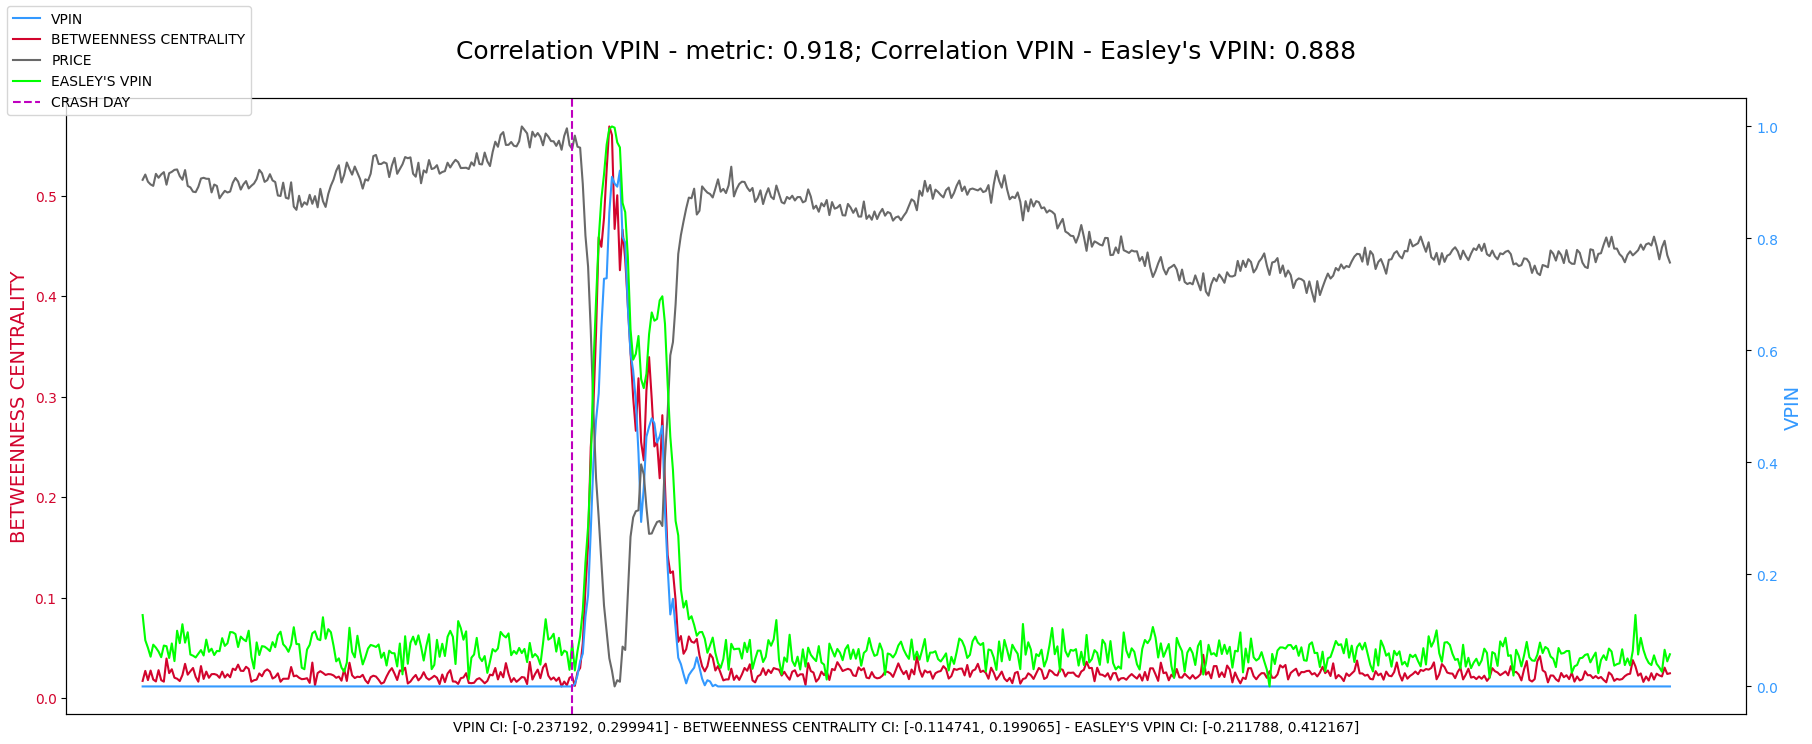 VPIN
BETWEENNESS CENTRALITY
PRICE
EASLEY'S VPIN
CRASH DAY
Correlation VPIN - metric: 0.918; Correlation VPIN - Easley's VPIN: 0.888
BETWEENNESS CENTRALITY
0.5
0.4
0.3
0.2
0.1
0.0
1.0
0.8
0.6
0.4
0.2
0.0
VPIN
VPIN CI: [-0.237192, 0.299941] - BETWEENNESS CENTRALITY CI: [-0.114741, 0.199065] - EASLEY'S VPIN CI: [-0.211788, 0.412167]